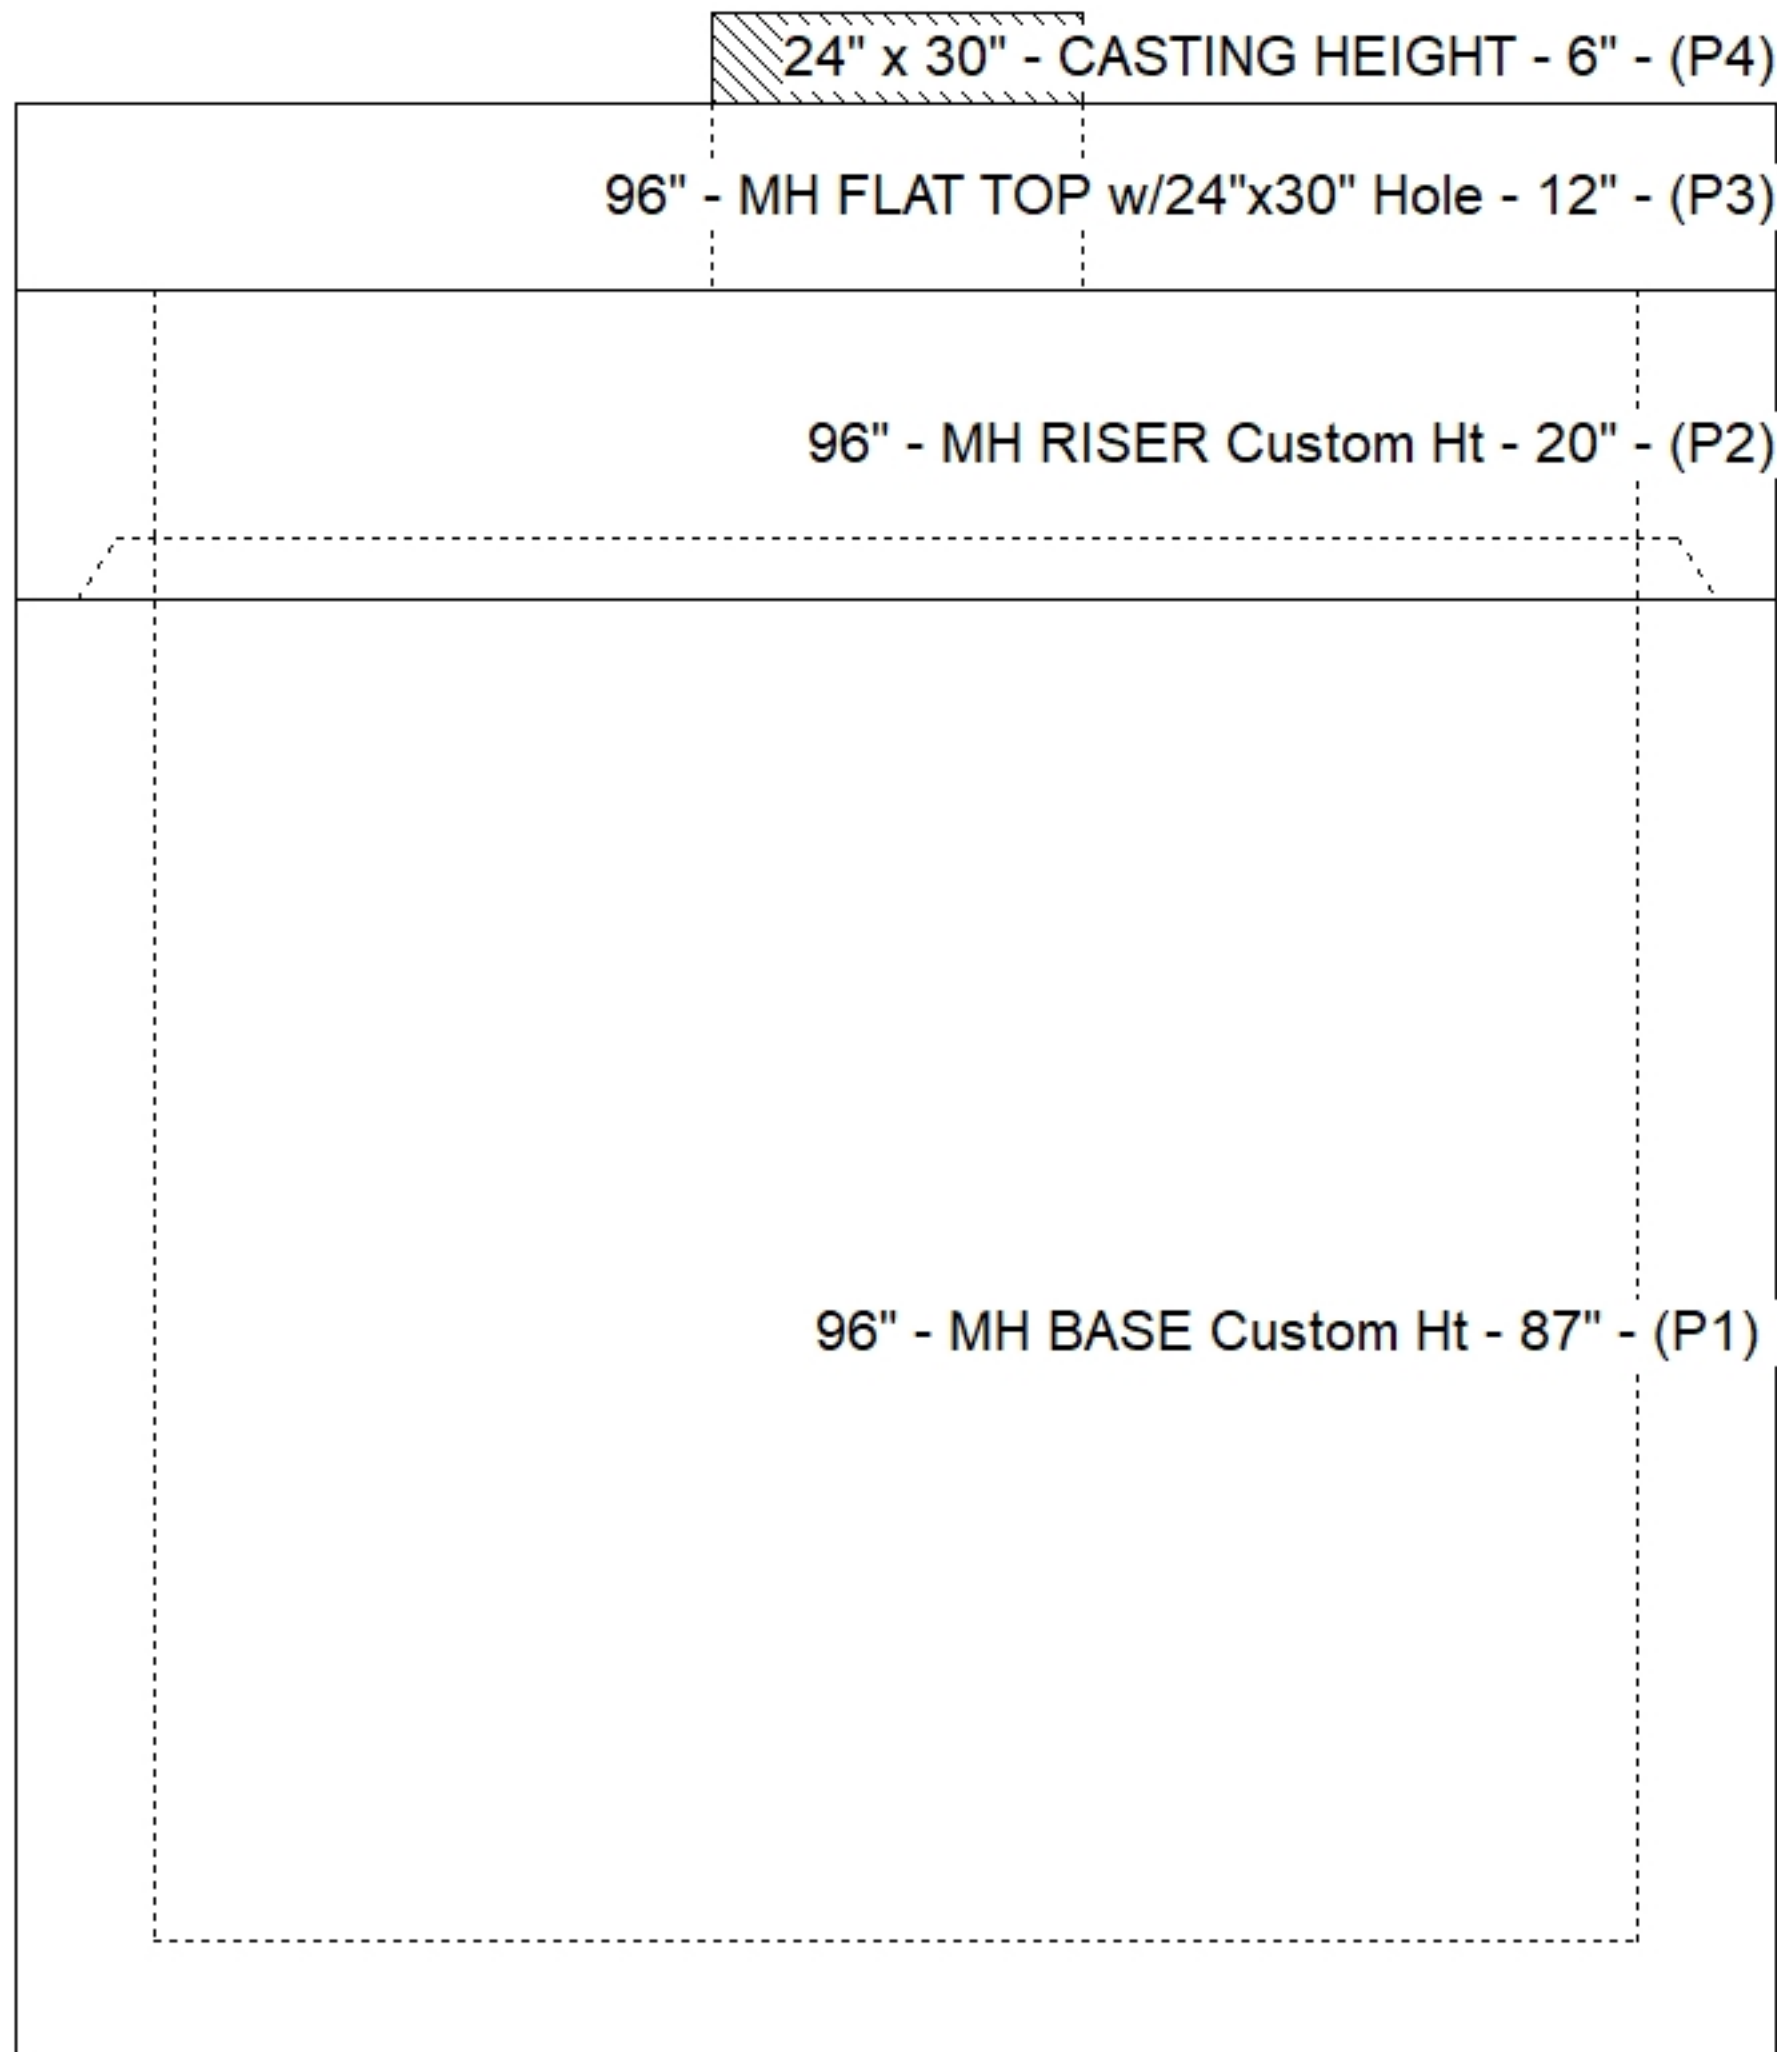 24" x 30" - CASTING HEIGHT - 6" - (P4)
96" - MH FLAT TOP w/24"x30" Hole - 12" - (P3)
96" - MH RISER Custom Ht - 20" - (P2)
96" - MH BASE Custom Ht - 87" - (P1)